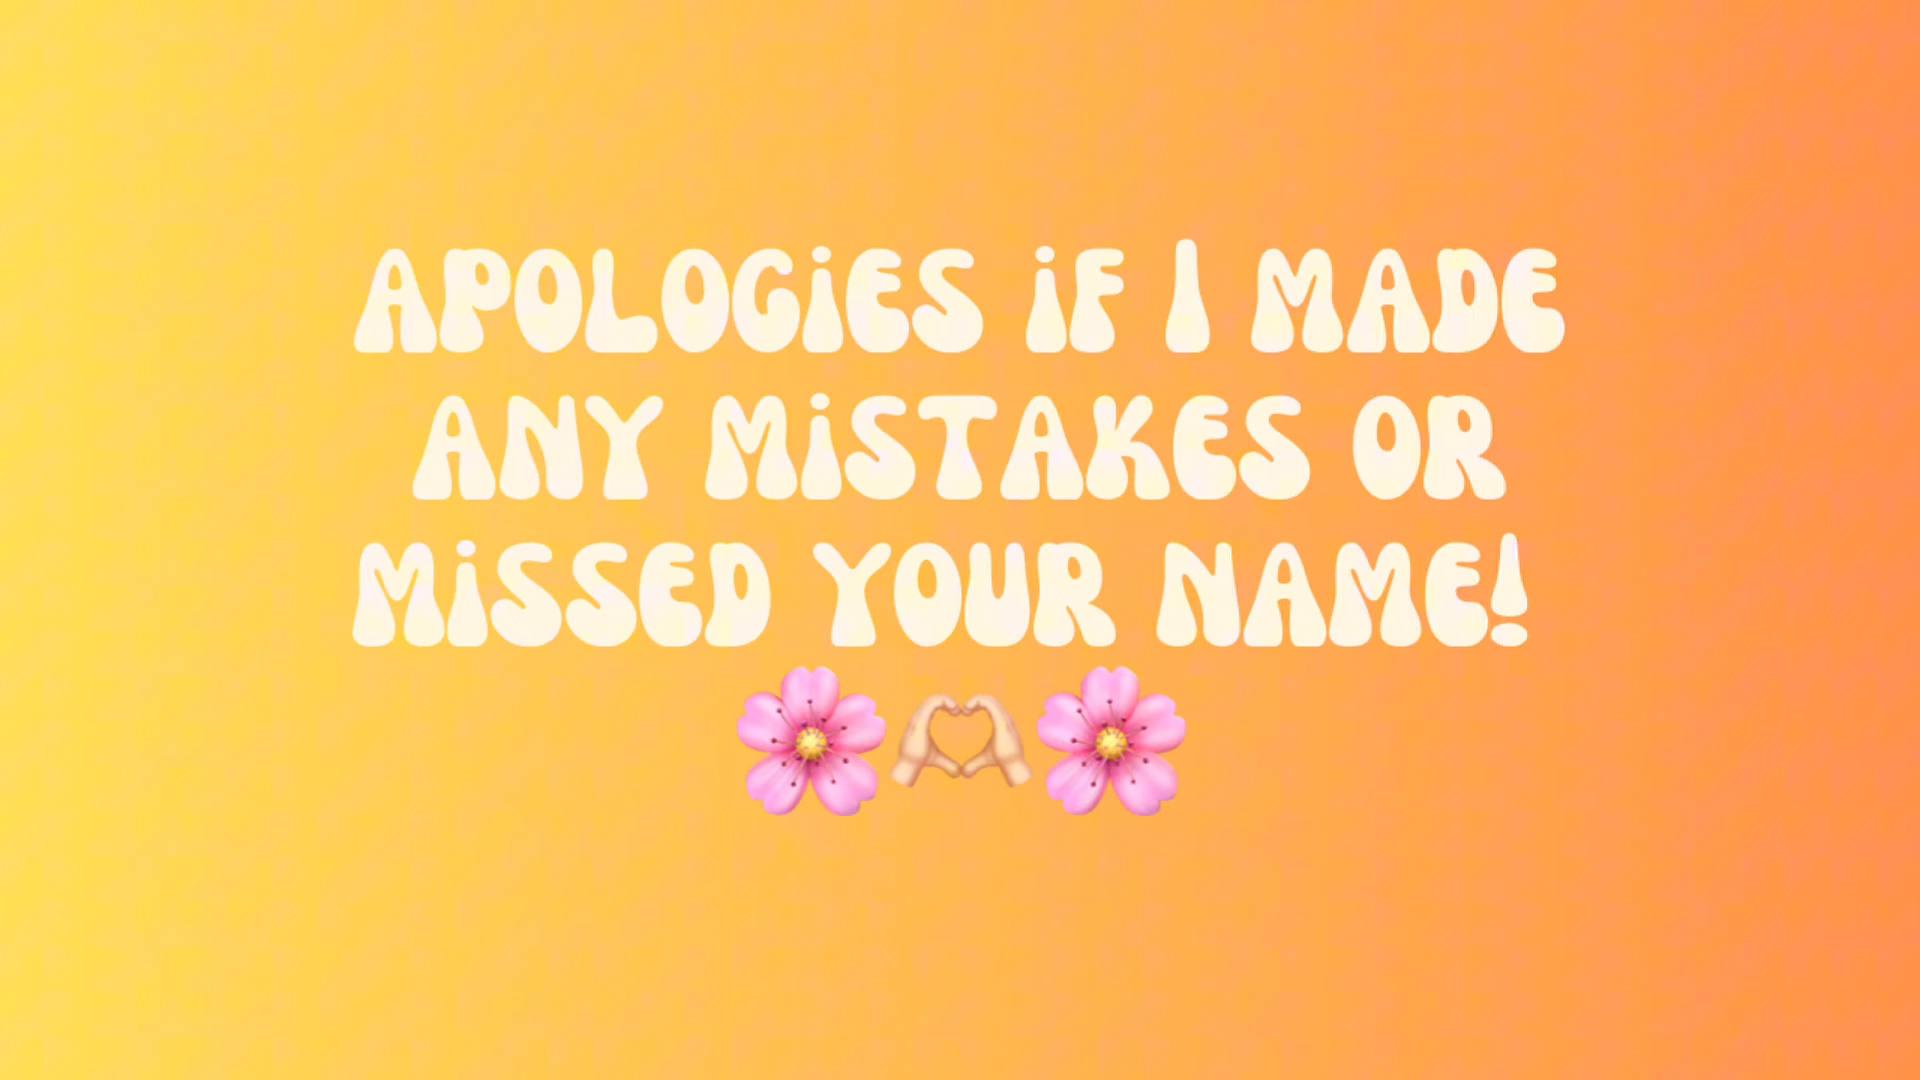 APOLOGiES iF I MADE
ANY MiSTAKES OR
MiSSED YOUR NAME!
🌸🫶🏼🌸